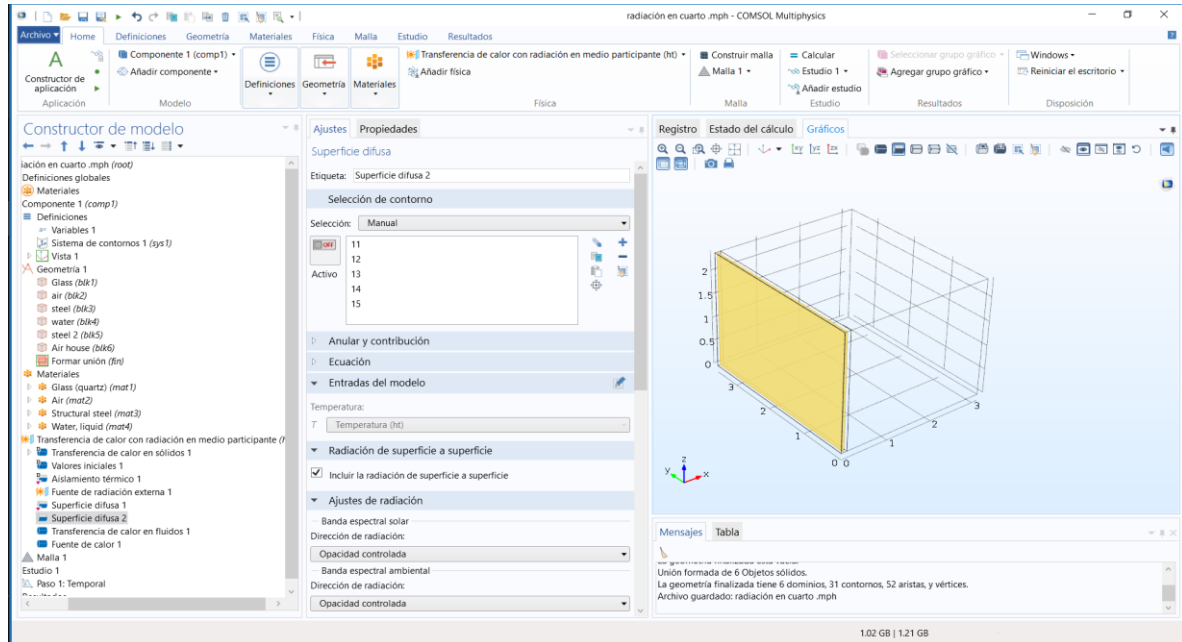 radiación en cuarto .mph - COMSOL Multiphysics
Archivo Home Definiciones Geometría Materiales Física Malla Estudio Resultados
A
Constructor de aplicación
Componente 1 (comp1)
Añadir componente
Definiciones Geometría Materiales
Transferencia de calor con radiación en medio participante (ht)
Añadir física
Construir malla
Malla 1
= Calcular
Estudio 1
Añadir estudio
Seleccionar grupo gráfico
Agregar grupo gráfico
Windows
Reiniciar el escritorio
Aplicación Modelo Física Malla Estudio Resultados Disposición
Constructor de modelo
iación en cuarto .mph (root)
Definiciones globales
Materiales
Componente 1 (comp1)
Definiciones
Variables 1
Sistema de contornos 1 (sys1)
Vista 1
Geometría 1
Glass (blk1)
air (blk2)
steel (blk3)
water (blk4)
steel 2 (blk5)
Air house (blk6)
Formar unión (fin)
Materiales
Glass (quartz) (mat1)
Air (mat2)
Structural steel (mat3)
Water, liquid (mat4)
Transferencia de calor con radiación en medio participante (h
Transferencia de calor en sólidos 1
Valores iniciales 1
Aislamiento térmico 1
Fuente de radiación externa 1
Superficie difusa 1
Superficie difusa 2
Transferencia de calor en fluidos 1
Fuente de calor 1
Malla 1
Estudio 1
Paso 1: Temporal
Ajustes Propiedades
Superficie difusa
Etiqueta: Superficie difusa 2
Selección de contorno
Selección: Manual
OFF
Activo
11
12
13
14
15
Anular y contribución
Ecuación
Entradas del modelo
Temperatura:
T Temperatura (ht)
Radiación de superficie a superficie
Incluir la radiación de superficie a superficie
Ajustes de radiación
Banda espectral solar
Dirección de radiación:
Opacidad controlada
Banda espectral ambiental
Dirección de radiación:
Opacidad controlada
Registro Estado del cálculo Gráficos
xy yz zx
2
1.5
1
0.5
0
3
2
1
0 0
1
2
3
z
y x
Mensajes Tabla
Unión formada de 6 Objetos sólidos.
La geometría finalizada tiene 6 dominios, 31 contornos, 52 aristas, y vértices.
Archivo guardado: radiación en cuarto .mph
1.02 GB | 1.21 GB